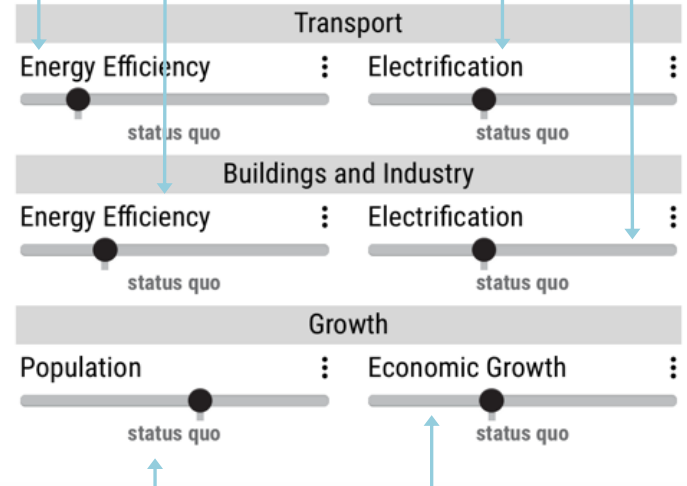 Transport
Energy Efficiency
Electrification
status quo
status quo
Buildings and Industry
Energy Efficiency
Electrification
status quo
status quo
Growth
Population
Economic Growth
status quo
status quo